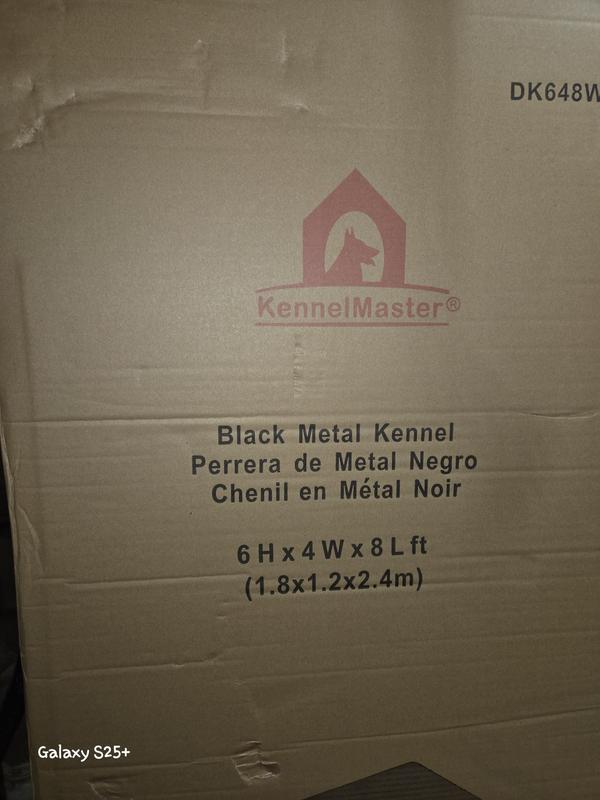 DK648W
KennelMaster®
Black Metal Kennel
Perrera de Metal Negro
Chenil en Métal Noir
6 H x 4 W x 8 L ft
(1.8x1.2x2.4m)
Galaxy S25+